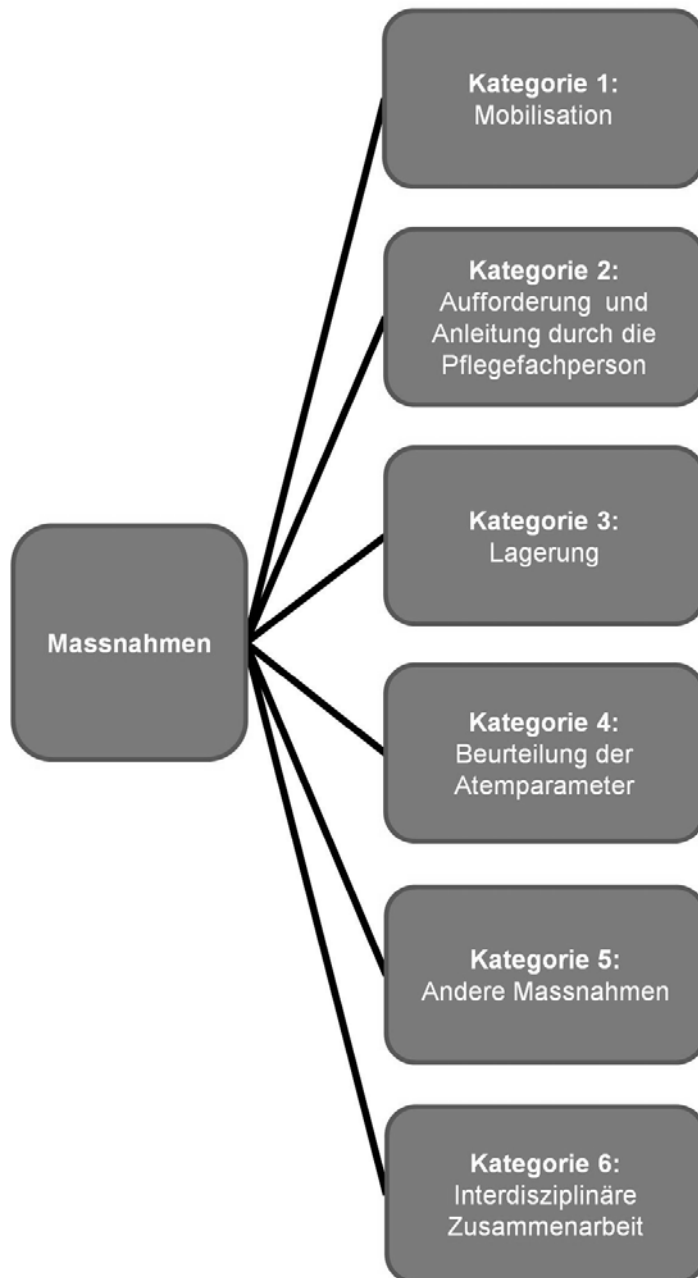 Kategorie 1:
Mobilisation
Kategorie 2:
Aufforderung und
Anleitung durch die
Pflegefachperson
Kategorie 3:
Lagerung
Massnahmen
Kategorie 4:
Beurteilung der
Atemparameter
Kategorie 5:
Andere Massnahmen
Kategorie 6:
Interdisziplinäre
Zusammenarbeit